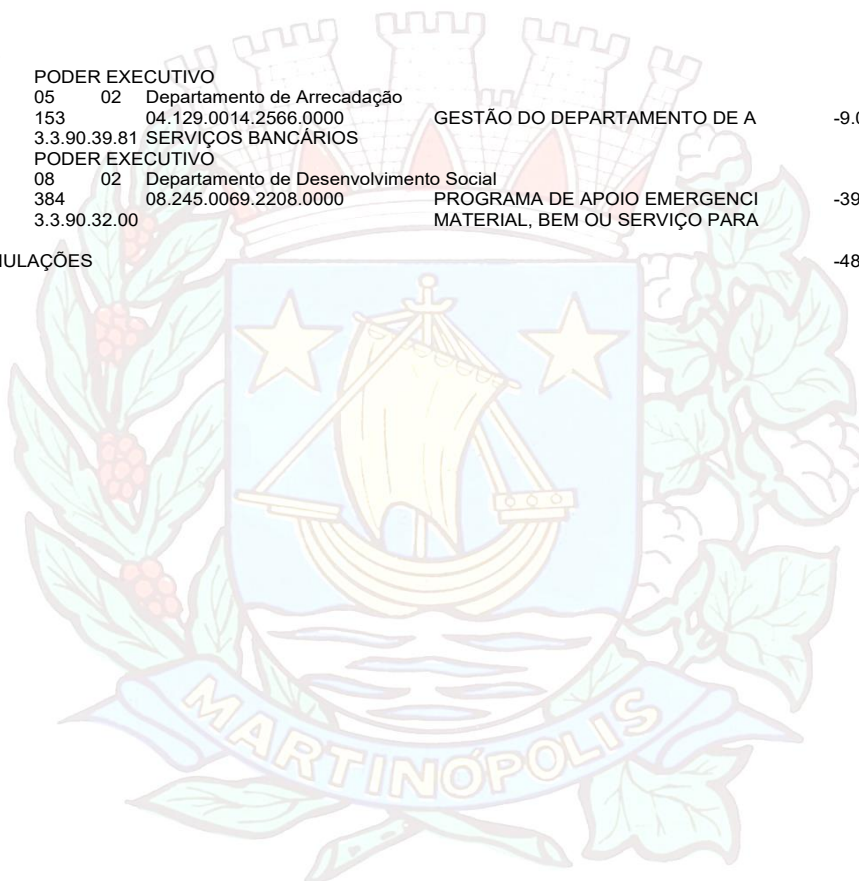 PODER EXECUTIVO
05 02 Departamento de Arrecadação
153 04.129.0014.2566.0000 GESTÃO DO DEPARTAMENTO DE A -9.0
3.3.90.39.81 SERVIÇOS BANCÁRIOS
PODER EXECUTIVO
08 02 Departamento de Desenvolvimento Social
384 08.245.0069.2208.0000 PROGRAMA DE APOIO EMERGENCI -39
3.3.90.32.00 MATERIAL, BEM OU SERVIÇO PARA
ULAÇÕES -48
MARTINÓPOLIS